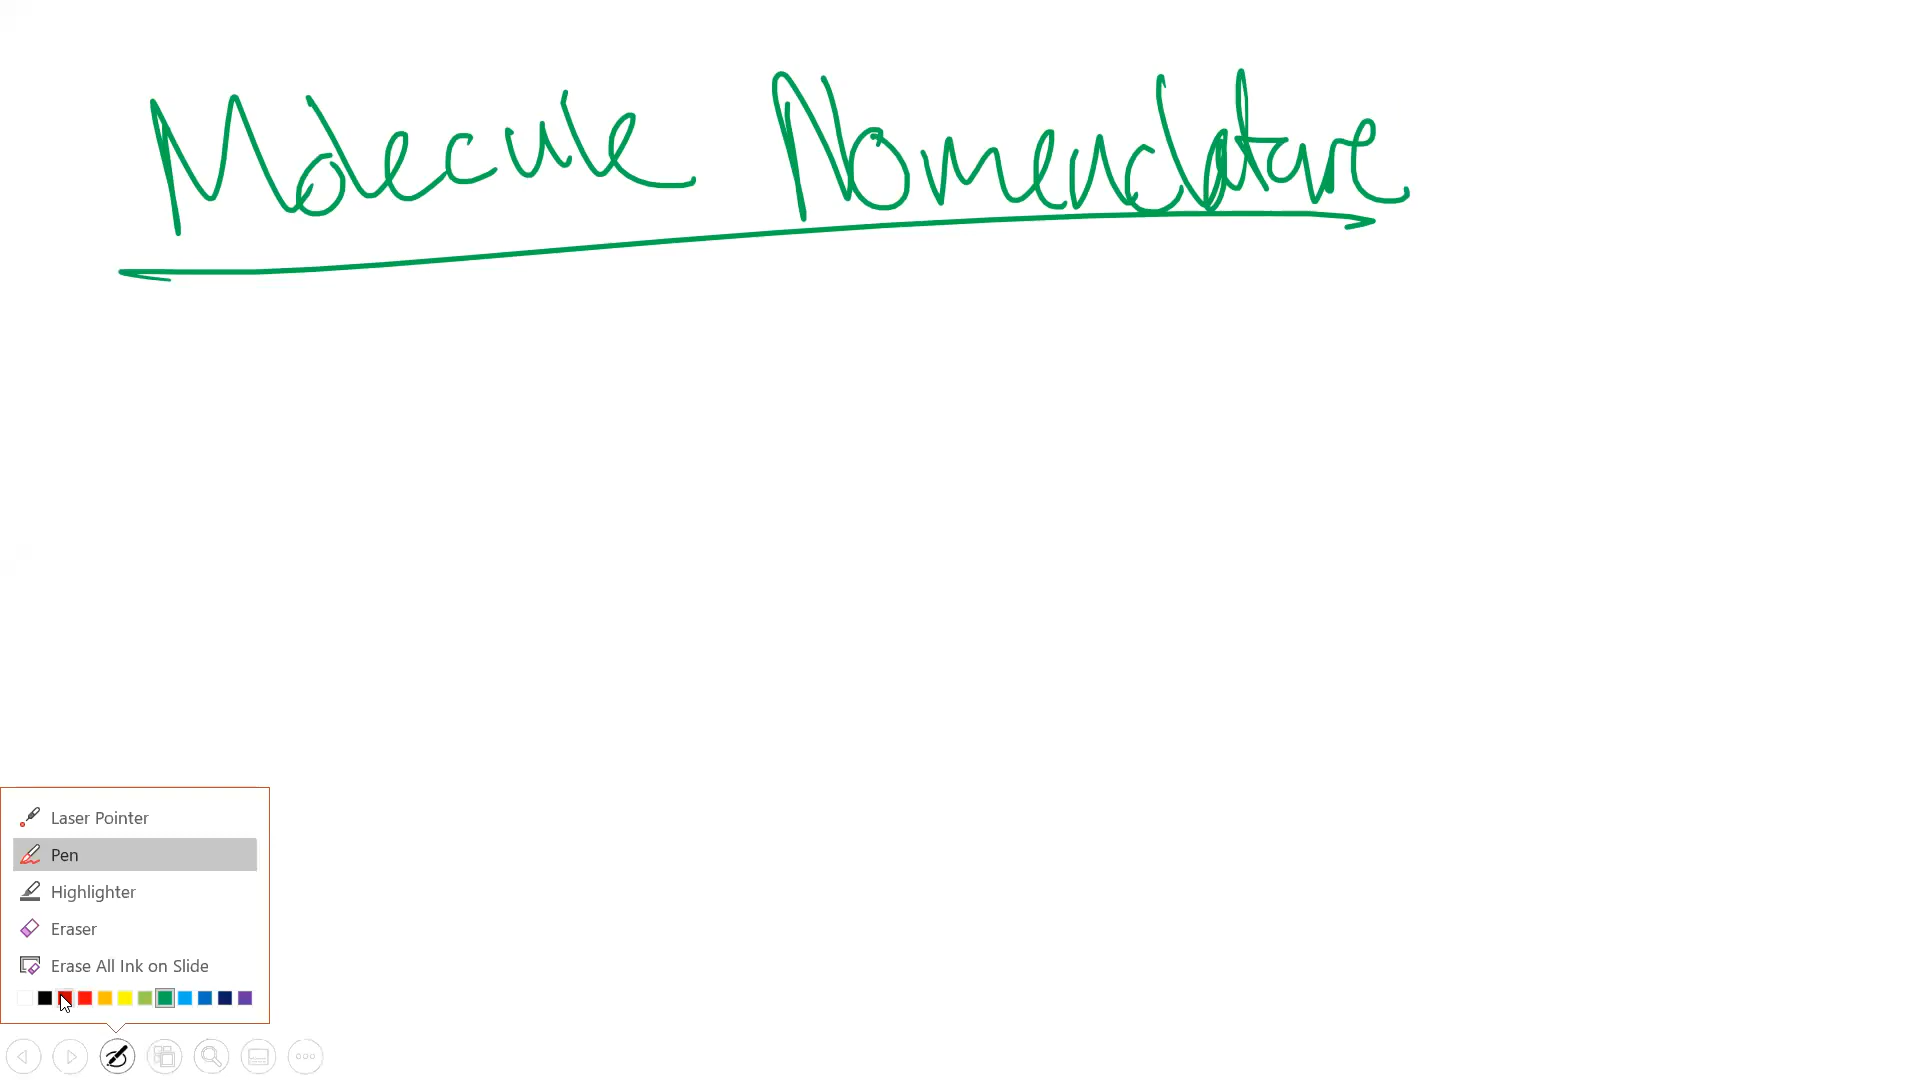 Molecule Nomenclature
Laser Pointer
Pen
Highlighter
Eraser
Erase All Ink on Slide